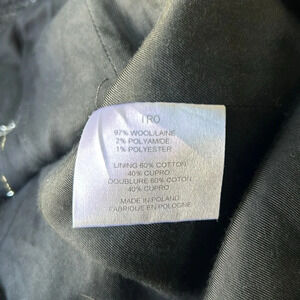 IRO
97% WOOL/LAINE
2% POLYAMIDE
1% POLYESTER
LINING 60% COTTON
40% CUPRO
DOUBLURE 60% COTON
40% CUPRO
MADE IN POLAND
FABRIQUE EN POLOGNE